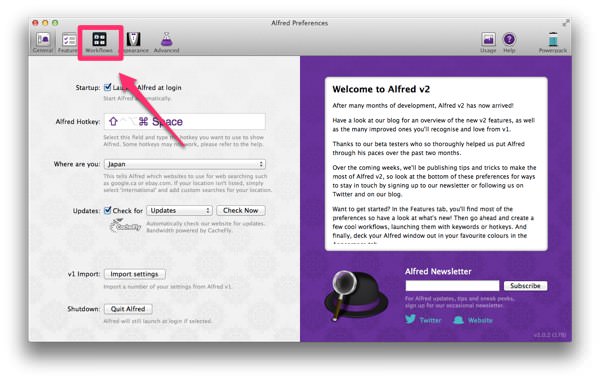 Alfred Preferences
General
Features
Workflows
Appearance
Advanced
Usage
Help
Powerpack
Startup: Alfred at login
Start Alfred automatically.
Alfred Hotkey: ⇧⌃⌥⌘ Space
Select this field and type the hotkey you want to use to show
Alfred. Some hotkeys may work, please refer to the help.
Where are you: Japan
This tells Alfred which websites to use for web searching such
as google.ca or ebay.com. If your location isn't listed, simply
select 'international' and add custom searches for your location.
Updates: Check for Updates Check Now
CacheFly
Automatically check our website for updates.
Bandwidth powered by CacheFly.
v1 Import: Import settings
Import a number of your settings from Alfred v1.
Shutdown: Quit Alfred
Alfred will still launch at login if selected.
Welcome to Alfred v2
After many months of development, Alfred v2 has now arrived!
Have a look at our blog for an overview of the new v2 features, as well
as the many improved ones you'll recognise and love from v1.
Thanks to our beta testers who so thoroughly helped us put Alfred
through his paces over the past two months.
Over the coming weeks, we'll be publishing tips and tricks to make the
most of Alfred v2, so look at the bottom of these preferences for ways
to stay in touch by signing up to our newsletter or following us on
Twitter and on our blog.
Want to get started? In the Features tab, you'll find most of the
preferences so have a look at what's new! Then go ahead and create a
few cool workflows, launching them with keywords or hotkeys. And
finally, deck your Alfred window out in your favourite colours in the
Alfred Newsletter
Subscribe
For Alfred updates, tips and sneak peeks,
sign up for our occasional newsletter.
Twitter
Website
v2.0.2 (178)